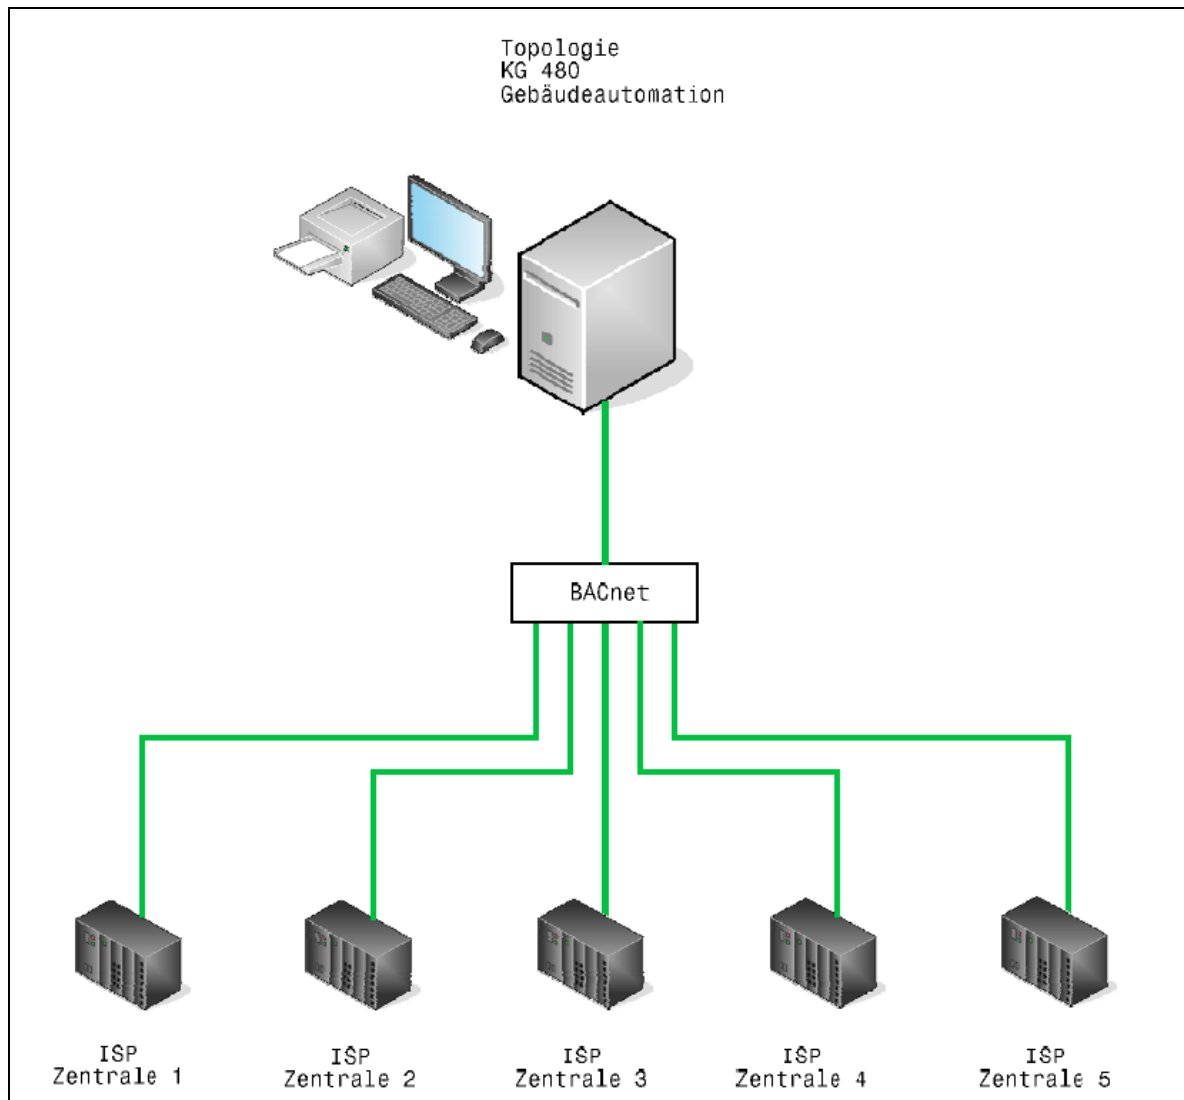 Topologie
KG 480
Gebäudeautomation
BACnet
ISP
Zentrale 1
ISP
Zentrale 2
ISP
Zentrale 3
ISP
Zentrale 4
ISP
Zentrale 5